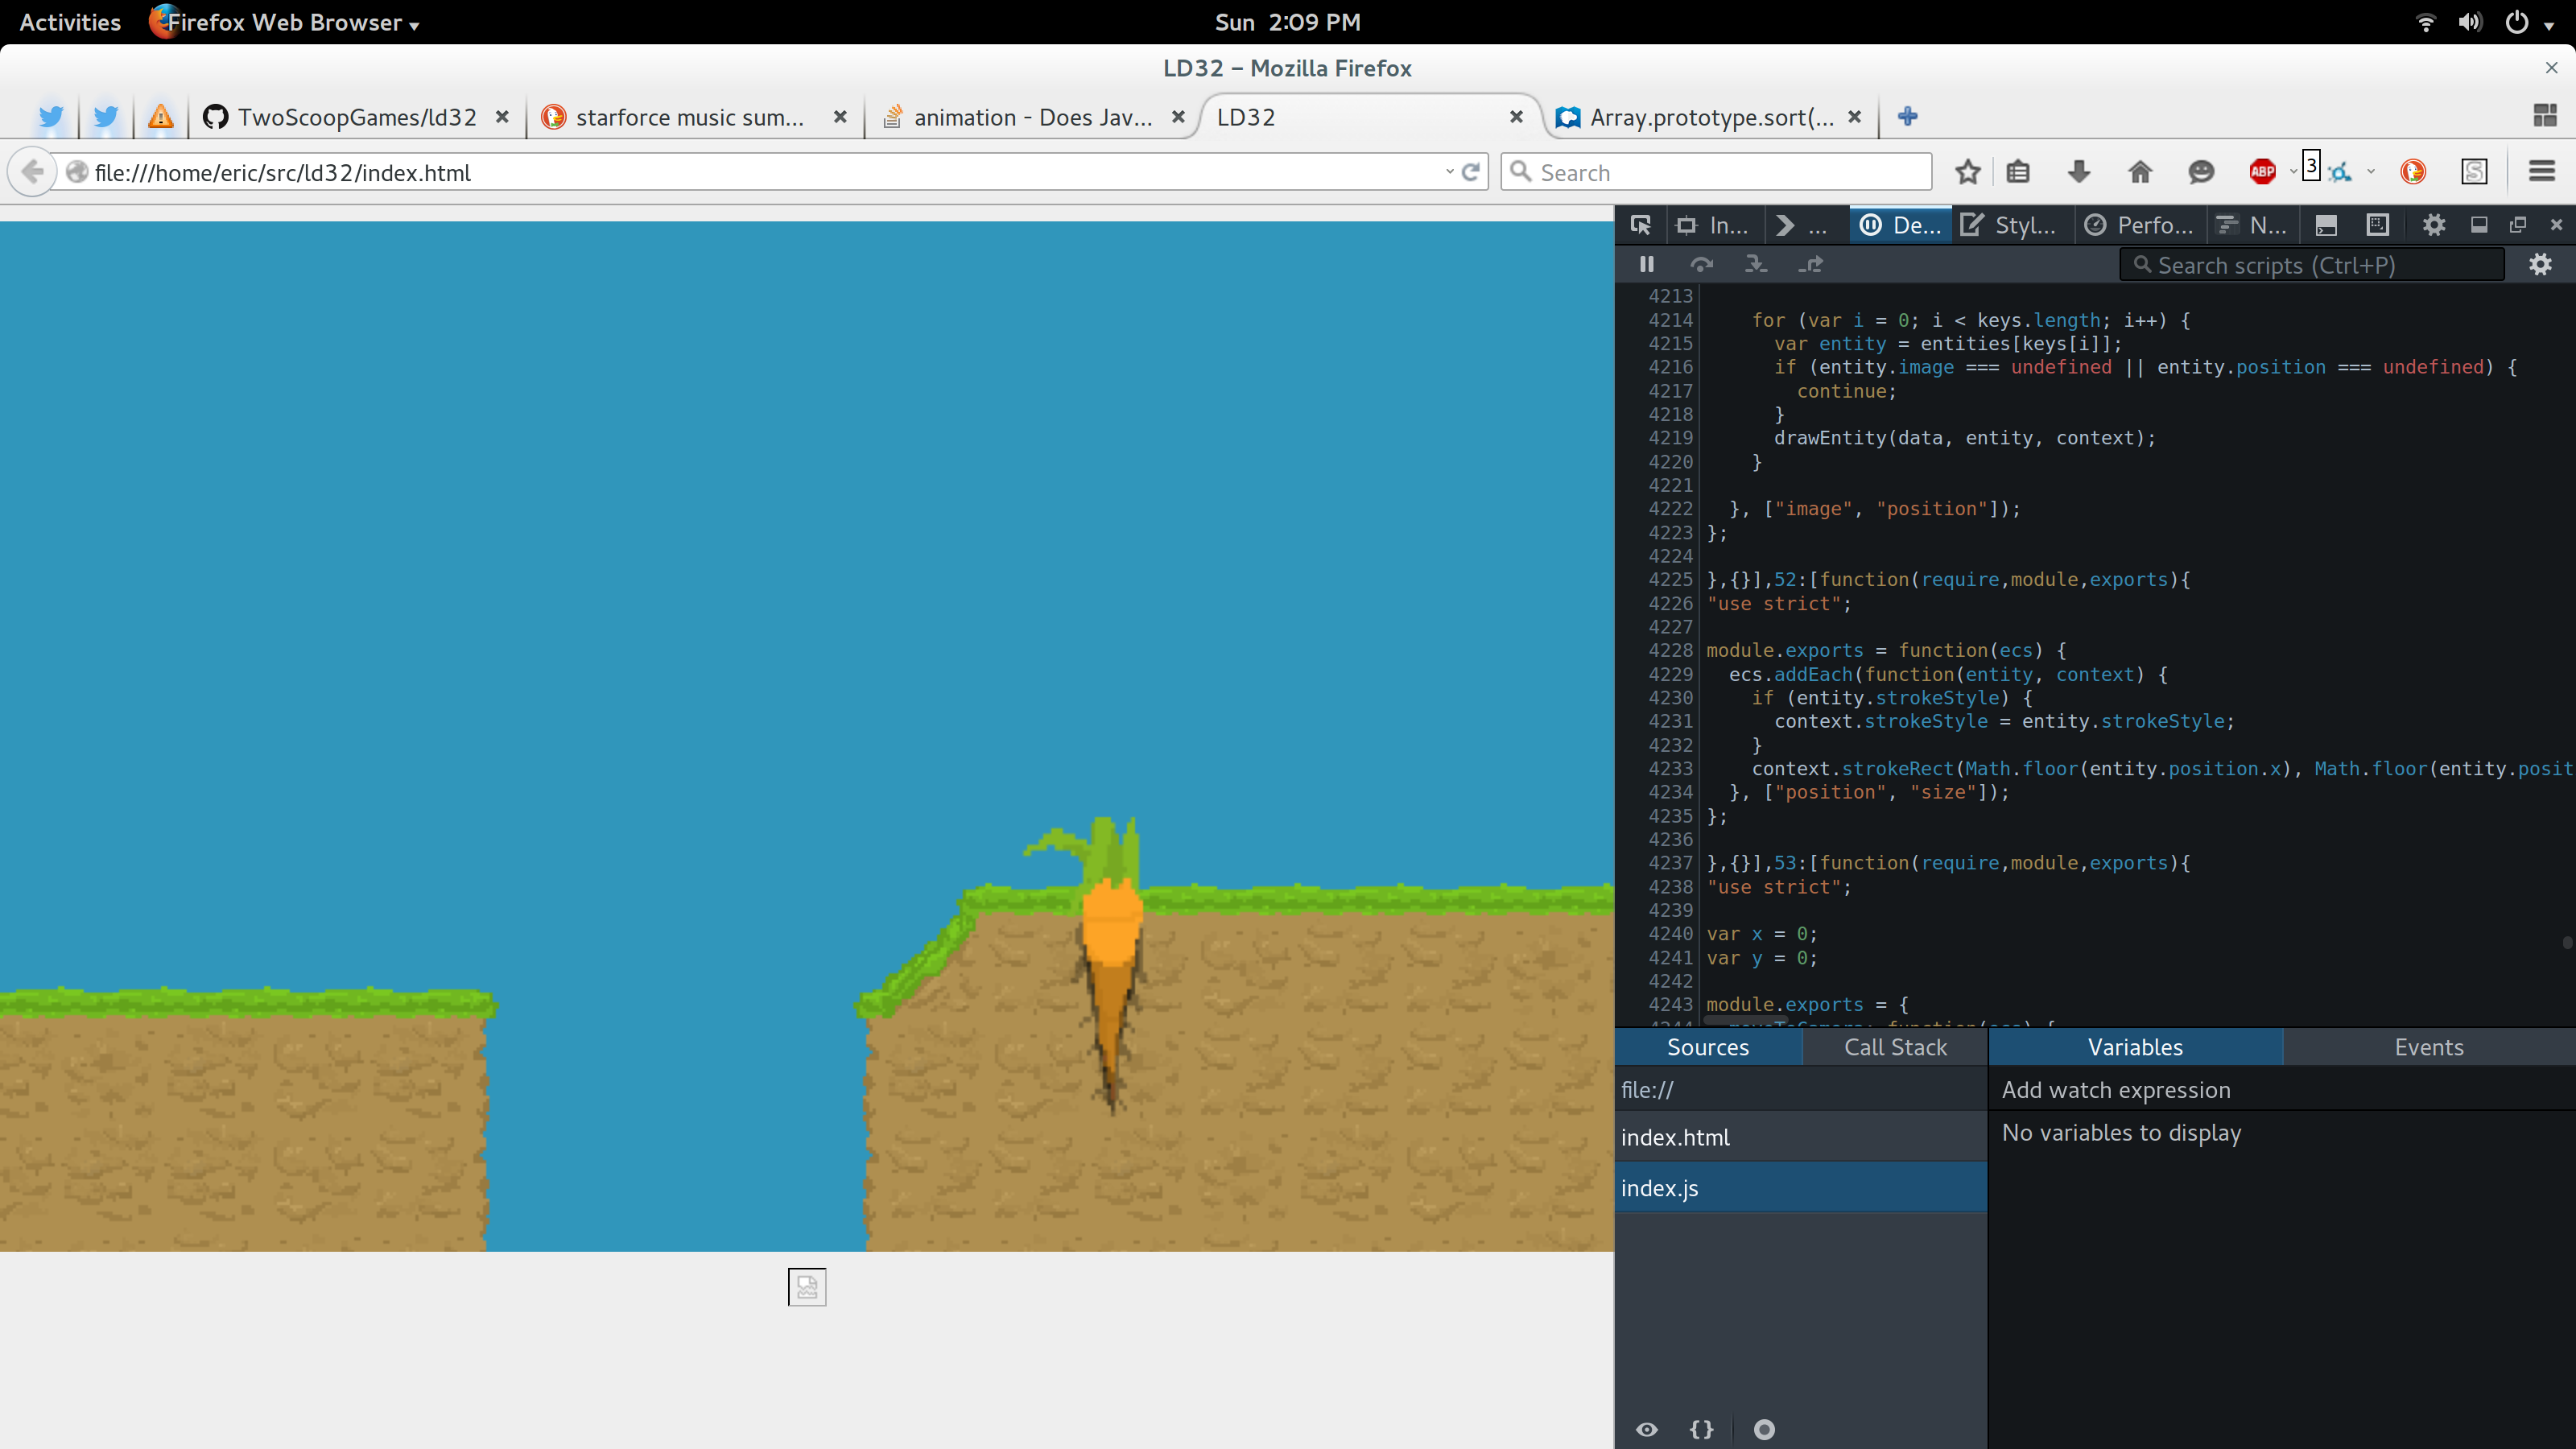 Activities Firefox Web Browser Sun 2:09 PM
LD32 – Mozilla Firefox
TwoScoopGames/ld32 starforce music sum... animation - Does Jav... LD32 Array.prototype.sort(...
file:///home/eric/src/ld32/index.html Search ABP 3 S
In... ... De... Styl... Perfo... N...
Search scripts (Ctrl+P)
4213
4214 for (var i = 0; i < keys.length; i++) {
4215 var entity = entities[keys[i]];
4216 if (entity.image === undefined || entity.position === undefined) {
4217 continue;
4218 }
4219 drawEntity(data, entity, context);
4220 }
4221
4222 }, ["image", "position"]);
4223 };
4224
4225 },{}],52:[function(require,module,exports){
4226 "use strict";
4227
4228 module.exports = function(ecs) {
4229 ecs.addEach(function(entity, context) {
4230 if (entity.strokeStyle) {
4231 context.strokeStyle = entity.strokeStyle;
4232 }
4233 context.strokeRect(Math.floor(entity.position.x), Math.floor(entity.posit
4234 }, ["position", "size"]);
4235 };
4236
4237 },{}],53:[function(require,module,exports){
4238 "use strict";
4239
4240 var x = 0;
4241 var y = 0;
4242
4243 module.exports = {
Sources Call Stack Variables Events
file:// Add watch expression
index.html No variables to display
index.js
{}